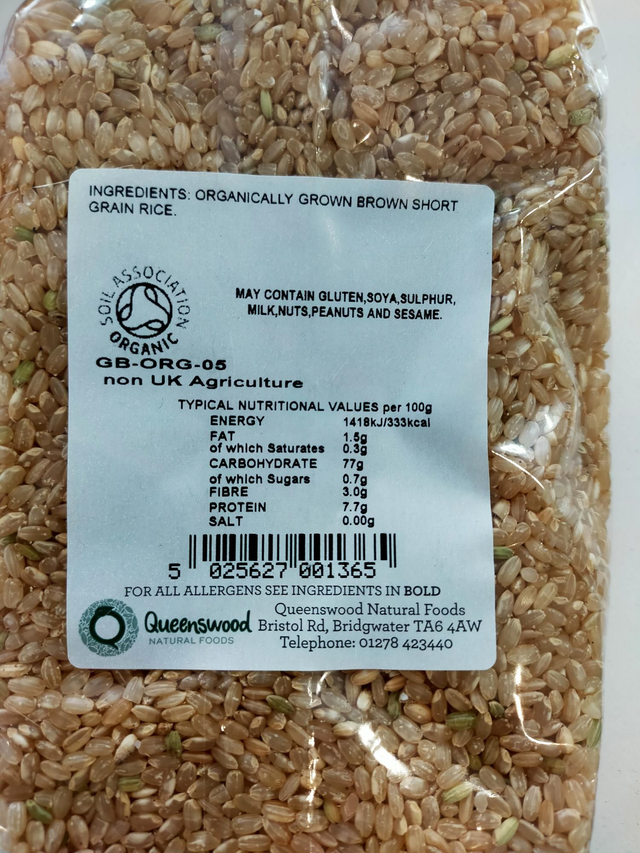 INGREDIENTS: ORGANICALLY GROWN BROWN SHORT
GRAIN RICE.
SOIL ASSOCIATION
ORGANIC
MAY CONTAIN GLUTEN,SOYA,SULPHUR,
MILK,NUTS,PEANUTS AND SESAME.
GB-ORG-05
non UK Agriculture
TYPICAL NUTRITIONAL VALUES per 100g
ENERGY 1418kJ/333kcal
FAT 1.5g
of which Saturates 0.3g
CARBOHYDRATE 77g
of which Sugars 0.7g
FIBRE 3.0g
PROTEIN 7.7g
SALT 0.00g
5 025627 001365
FOR ALL ALLERGENS SEE INGREDIENTS IN BOLD
Queenswood
NATURAL FOODS
Queenswood Natural Foods
Bristol Rd, Bridgwater TA6 4AW
Telephone: 01278 423440